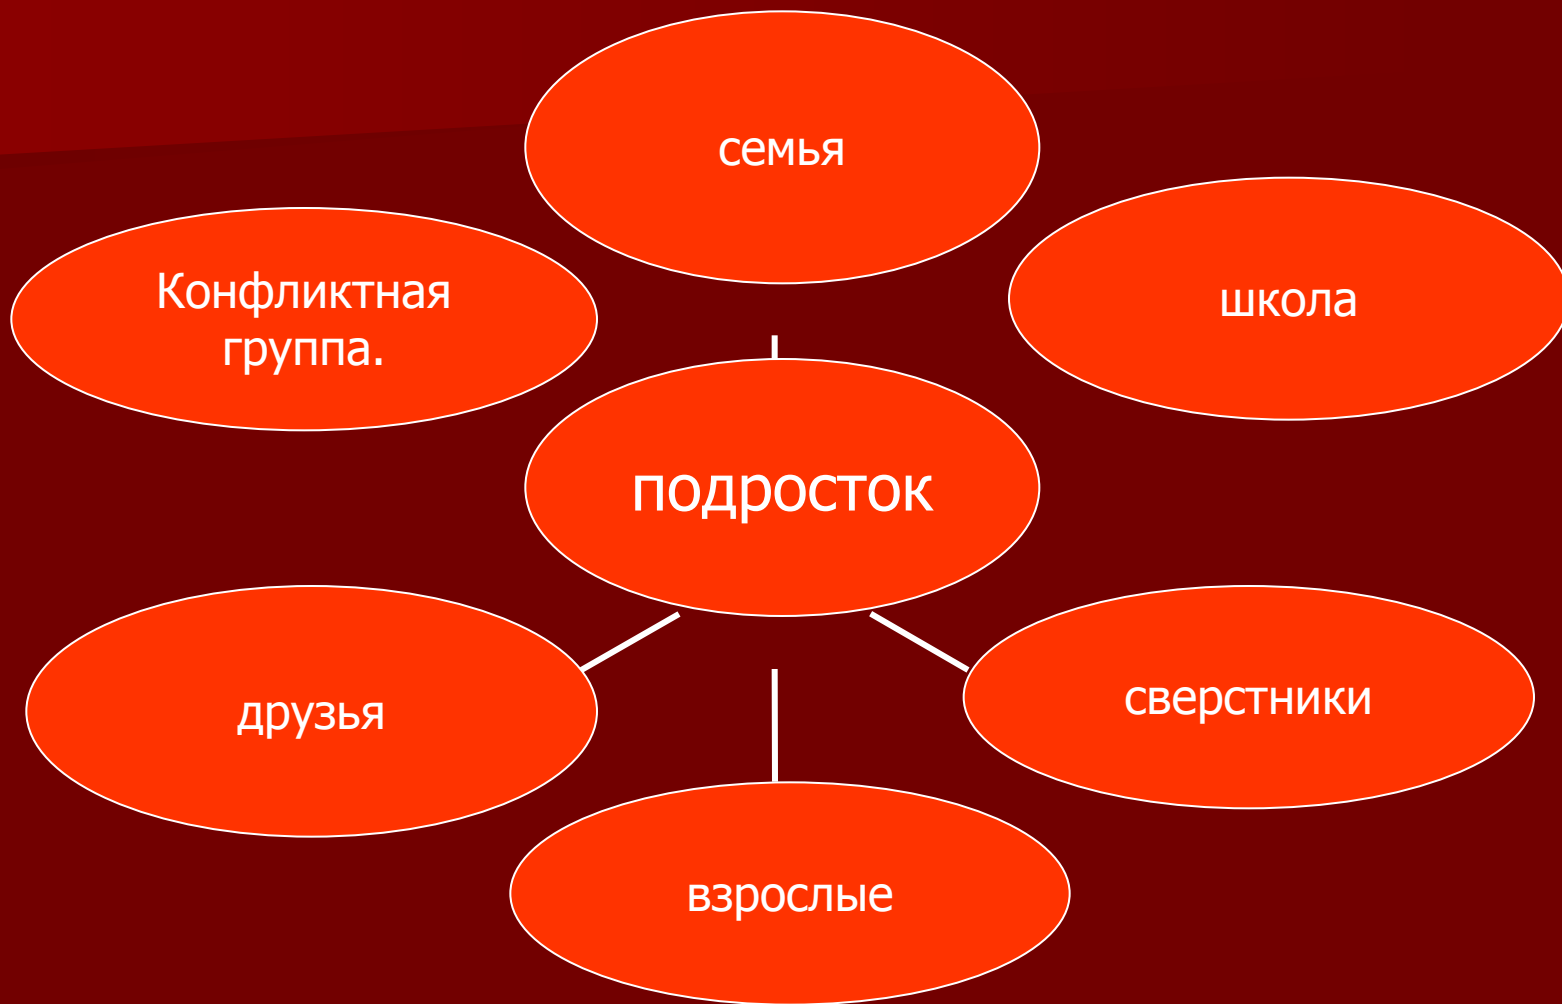 семья
школа
Конфликтная
группа.
подросток
сверстники
друзья
взрослые